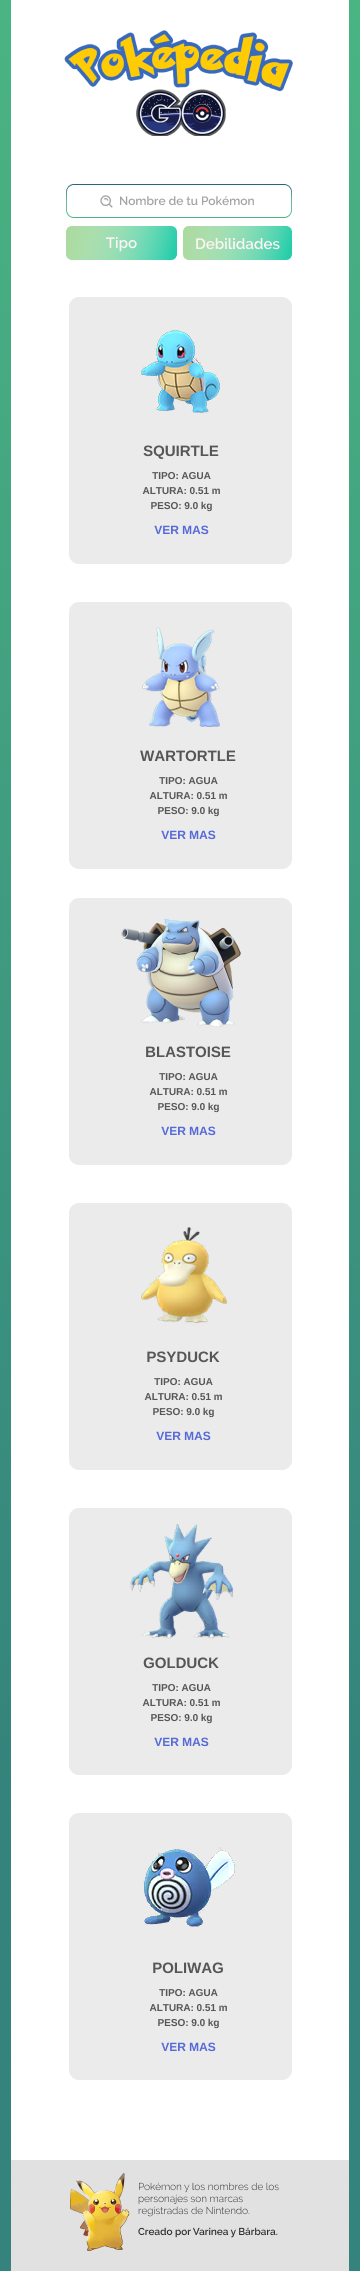 Poképedia
GO
Nombre de tu Pokémon
Tipo Debilidades
SQUIRTLE
TIPO: AGUA
ALTURA: 0.51 m
PESO: 9.0 kg
VER MAS
WARTORTLE
TIPO: AGUA
ALTURA: 0.51 m
PESO: 9.0 kg
VER MAS
BLASTOISE
TIPO: AGUA
ALTURA: 0.51 m
PESO: 9.0 kg
VER MAS
PSYDUCK
TIPO: AGUA
ALTURA: 0.51 m
PESO: 9.0 kg
VER MAS
GOLDUCK
TIPO: AGUA
ALTURA: 0.51 m
PESO: 9.0 kg
VER MAS
POLIWAG
TIPO: AGUA
ALTURA: 0.51 m
PESO: 9.0 kg
VER MAS
Pokémon y los nombres de los
personajes son marcas
registradas de Nintendo.
Creado por Varinea y Bárbara.